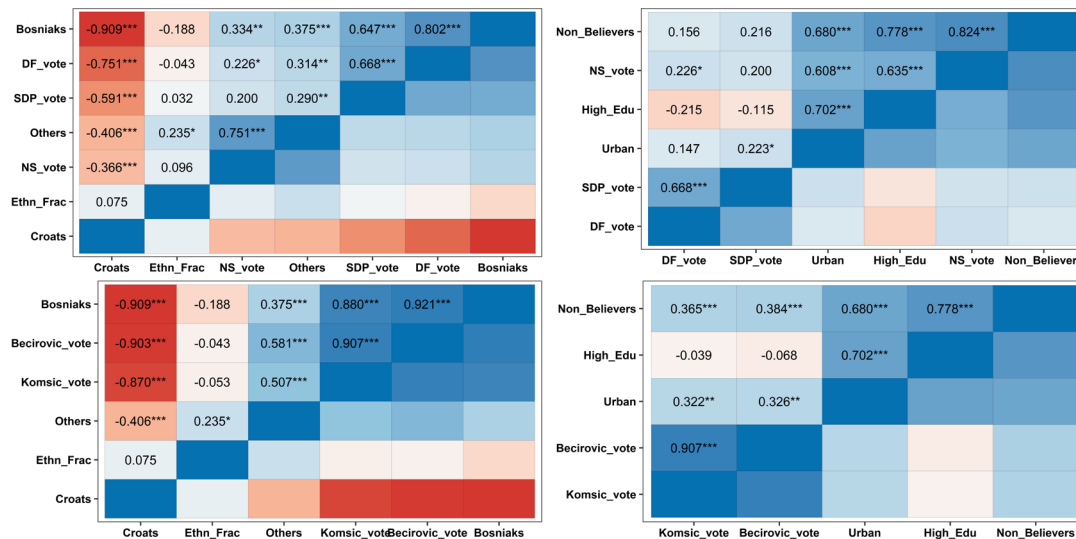 Bosniaks -0.909*** -0.188 0.334** 0.375*** 0.647*** 0.802***
DF_vote -0.751*** -0.043 0.226* 0.314** 0.668***
SDP_vote -0.591*** 0.032 0.200 0.290**
Others -0.406*** 0.235* 0.751***
NS_vote -0.366*** 0.096
Ethn_Frac 0.075
Croats
Croats Ethn_Frac NS_vote Others SDP_vote DF_vote Bosniaks
Non_Believers 0.156 0.216 0.680*** 0.778*** 0.824***
NS_vote 0.226* 0.200 0.608*** 0.635***
High_Edu -0.215 -0.115 0.702***
Urban 0.147 0.223*
SDP_vote 0.668***
DF_vote
DF_vote SDP_vote Urban High_Edu NS_vote Non_Believers
Bosniaks -0.909*** -0.188 0.375*** 0.880*** 0.921***
Becirovic_vote -0.903*** -0.043 0.581*** 0.907***
Komsic_vote -0.870*** -0.053 0.507***
Others -0.406*** 0.235*
Ethn_Frac 0.075
Croats
Croats Ethn_Frac Others Komsic_vote Becirovic_vote Bosniaks
Non_Believers 0.365*** 0.384*** 0.680*** 0.778***
High_Edu -0.039 -0.068 0.702***
Urban 0.322** 0.326**
Becirovic_vote 0.907***
Komsic_vote
Komsic_vote Becirovic_vote Urban High_Edu Non_Believers